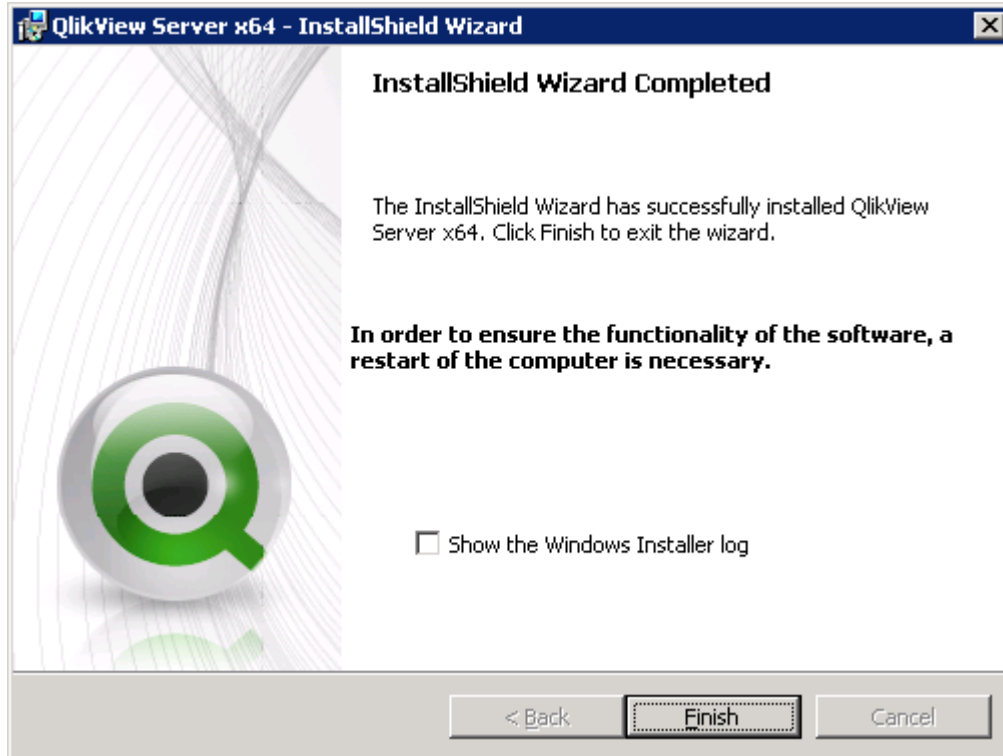 QlikView Server x64 - InstallShield Wizard
InstallShield Wizard Completed
The InstallShield Wizard has successfully installed QlikView
Server x64. Click Finish to exit the wizard.
In order to ensure the functionality of the software, a
restart of the computer is necessary.
Show the Windows Installer log
< Back
Finish
Cancel